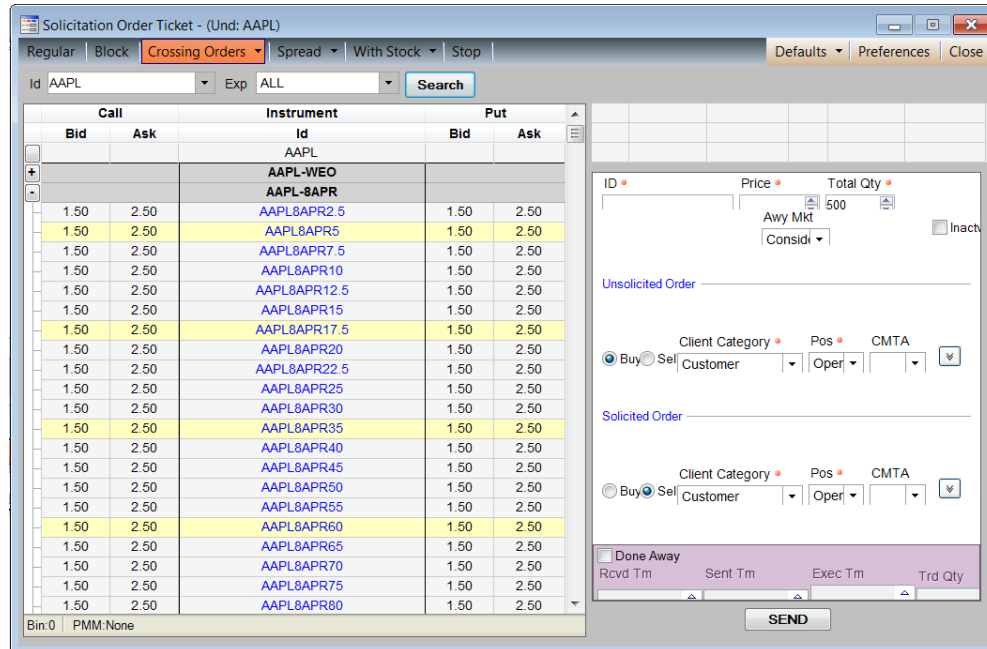 Solicitation Order Ticket - (Und: AAPL)
Regular Block Crossing Orders Spread With Stock Stop Defaults Preferences Close
Id AAPL Exp ALL Search
Call Instrument Put
Bid Ask Id Bid Ask
AAPL
+ AAPL-WEO
- AAPL-8APR
1.50 2.50 AAPL8APR2.5 1.50 2.50
1.50 2.50 AAPL8APR5 1.50 2.50
1.50 2.50 AAPL8APR7.5 1.50 2.50
1.50 2.50 AAPL8APR10 1.50 2.50
1.50 2.50 AAPL8APR12.5 1.50 2.50
1.50 2.50 AAPL8APR15 1.50 2.50
1.50 2.50 AAPL8APR17.5 1.50 2.50
1.50 2.50 AAPL8APR20 1.50 2.50
1.50 2.50 AAPL8APR22.5 1.50 2.50
1.50 2.50 AAPL8APR25 1.50 2.50
1.50 2.50 AAPL8APR30 1.50 2.50
1.50 2.50 AAPL8APR35 1.50 2.50
1.50 2.50 AAPL8APR40 1.50 2.50
1.50 2.50 AAPL8APR45 1.50 2.50
1.50 2.50 AAPL8APR50 1.50 2.50
1.50 2.50 AAPL8APR55 1.50 2.50
1.50 2.50 AAPL8APR60 1.50 2.50
1.50 2.50 AAPL8APR65 1.50 2.50
1.50 2.50 AAPL8APR70 1.50 2.50
1.50 2.50 AAPL8APR75 1.50 2.50
1.50 2.50 AAPL8APR80 1.50 2.50
Bin:0 PMM:None
ID Price Total Qty
500
Awy Mkt
Inactv
Conside
Unsolicited Order
Client Category Pos CMTA
Buy Sel Customer Oper
Solicited Order
Client Category Pos CMTA
Buy Sel Customer Oper
Done Away
Rcvd Tm Sent Tm Exec Tm Trd Qty
SEND